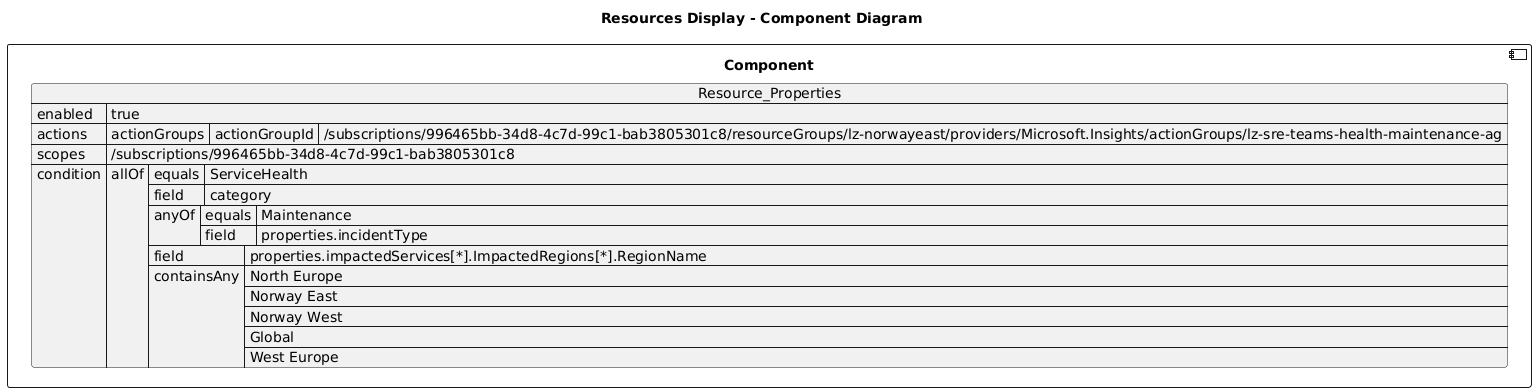 Resources Display - Component Diagram
Component
Resource_Properties
enabled true
actions actionGroups actionGroupId /subscriptions/996465bb-34d8-4c7d-99c1-bab3805301c8/resourceGroups/lz-norwayeast/providers/Microsoft.Insights/actionGroups/lz-sre-teams-health-maintenance-ag
scopes /subscriptions/996465bb-34d8-4c7d-99c1-bab3805301c8
condition allOf equals ServiceHealth
field category
anyOf equals Maintenance
field properties.incidentType
field properties.impactedServices[*].ImpactedRegions[*].RegionName
containsAny North Europe
Norway East
Norway West
Global
West Europe